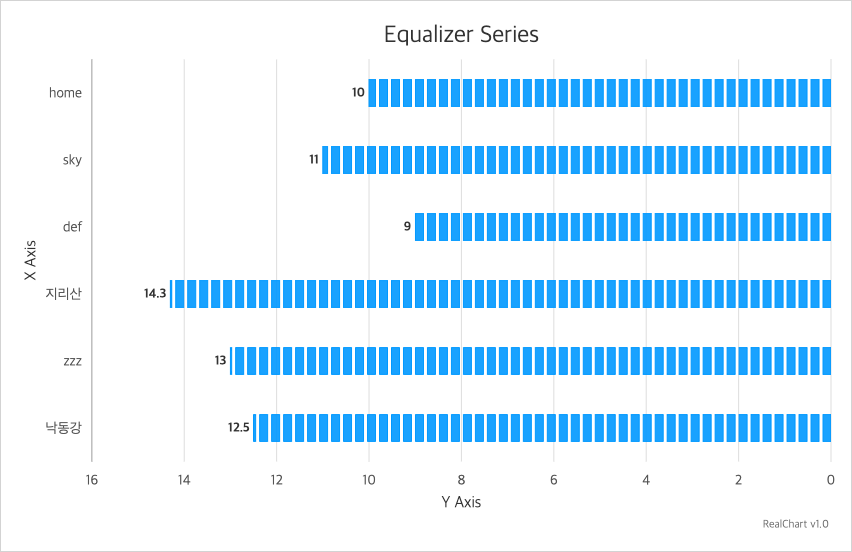 Equalizer Series
home
10
sky
11
def
9
지리산
14.3
zzz
13
낙동강
12.5
X Axis
16 14 12 10 8 6 4 2 0
Y Axis
RealChart v1.0